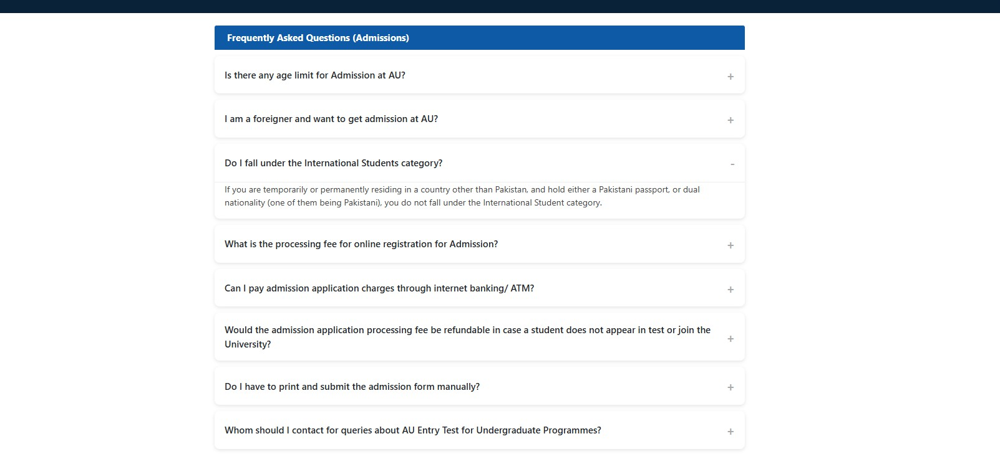 Frequently Asked Questions (Admissions)
Is there any age limit for Admission at AU?
+
I am a foreigner and want to get admission at AU?
+
Do I fall under the International Students category?
-
If you are temporarily or permanently residing in a country other than Pakistan, and hold either a Pakistani passport, or dual
nationality (one of them being Pakistani), you do not fall under the International Student category.
What is the processing fee for online registration for Admission?
+
Can I pay admission application charges through internet banking/ ATM?
+
Would the admission application processing fee be refundable in case a student does not appear in test or join the
University?
+
Do I have to print and submit the admission form manually?
+
Whom should I contact for queries about AU Entry Test for Undergraduate Programmes?
+